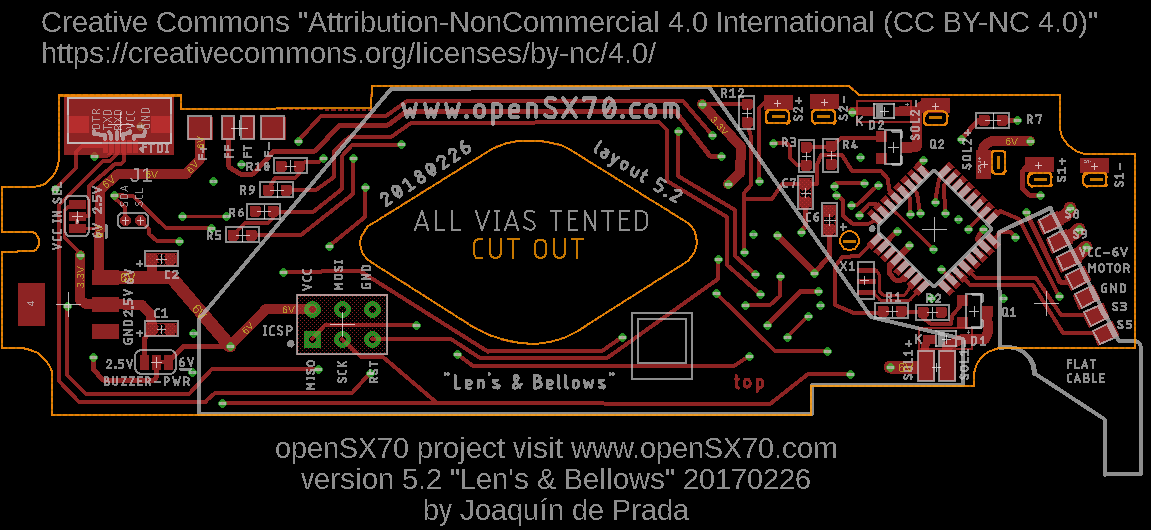 Creative Commons "Attribution-NonCommercial 4.0 International (CC BY-NC 4.0)"
https://creativecommons.org/licenses/by-nc/4.0/
www.openSX70.com
20180226
layout 5.2
ALL VIAS TENTED
CUT OUT
DTR
TXD
RXD
VCC
GND
FTDI
J1
SDA
SCL
VCC IN SEL
2.5V
6V
3.3V
F+
FF
FT
F-
R10
R9
R6
R5
C2
C1
4
6V
2.5V
GND
2.5V
6V
BUZZER-PWR
VCC
MOSI
GND
ICSP
MISO
SCK
RST
"Len's & Bellows"
top
R12
3.3V
S2+
S2-
K
D2
SOL2-
Q2
SOL2+
R7
6V
S1+
S1-
R3
R4
C7
C6
X1
R1
R2
Q1
K
D1
SOL1+
SOL1-
S8
S9
VCC-6V
MOTOR
GND
S3
S5
FLAT
CABLE
openSX70 project visit www.openSX70.com
version 5.2 "Len's & Bellows" 20170226
by Joaquín de Prada